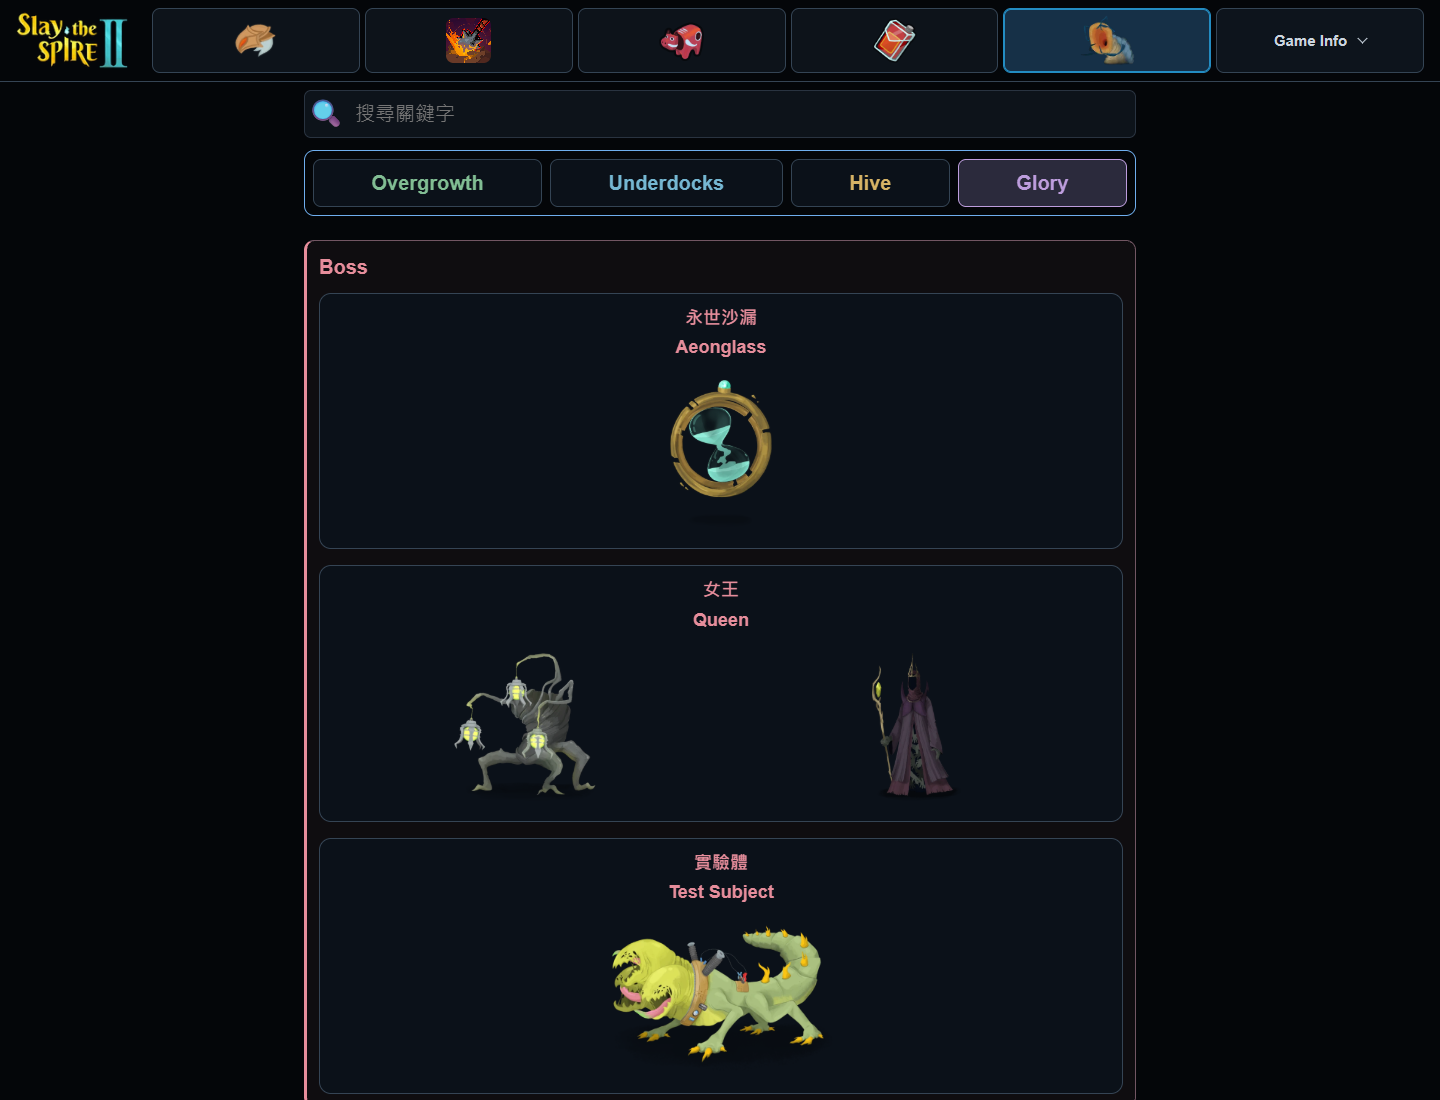 Slay the
SPIRE II
Game Info
搜尋關鍵字
Overgrowth
Underdocks
Hive
Glory
Boss
永世沙漏
Aeonglass
女王
Queen
實驗體
Test Subject